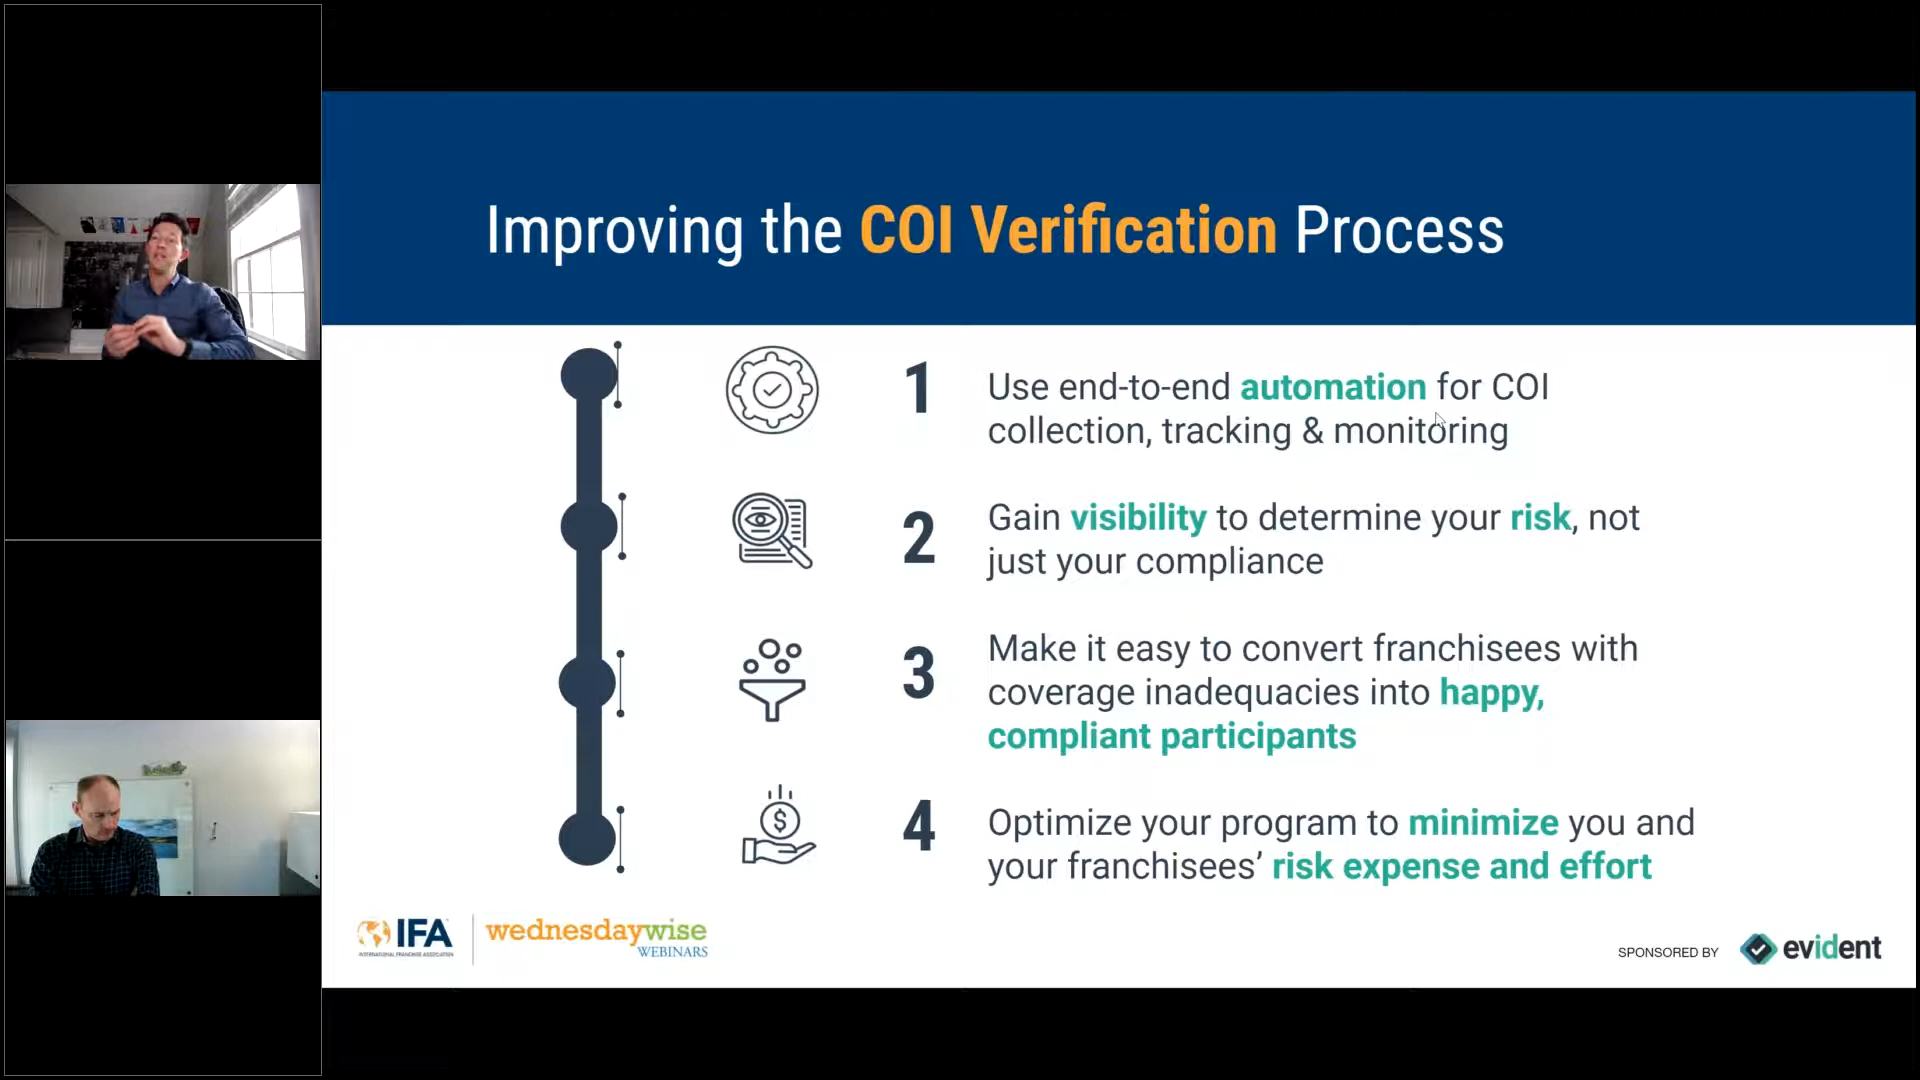 Improving the COI Verification Process
1
Use end-to-end automation for COI
collection, tracking & monitoring
2
Gain visibility to determine your risk, not
just your compliance
3
Make it easy to convert franchisees with
coverage inadequacies into happy,
compliant participants
4
Optimize your program to minimize you and
your franchisees’ risk expense and effort
IFA
INTERNATIONAL FRANCHISE ASSOCIATION
wednesdaywise
WEBINARS
SPONSORED BY
evident